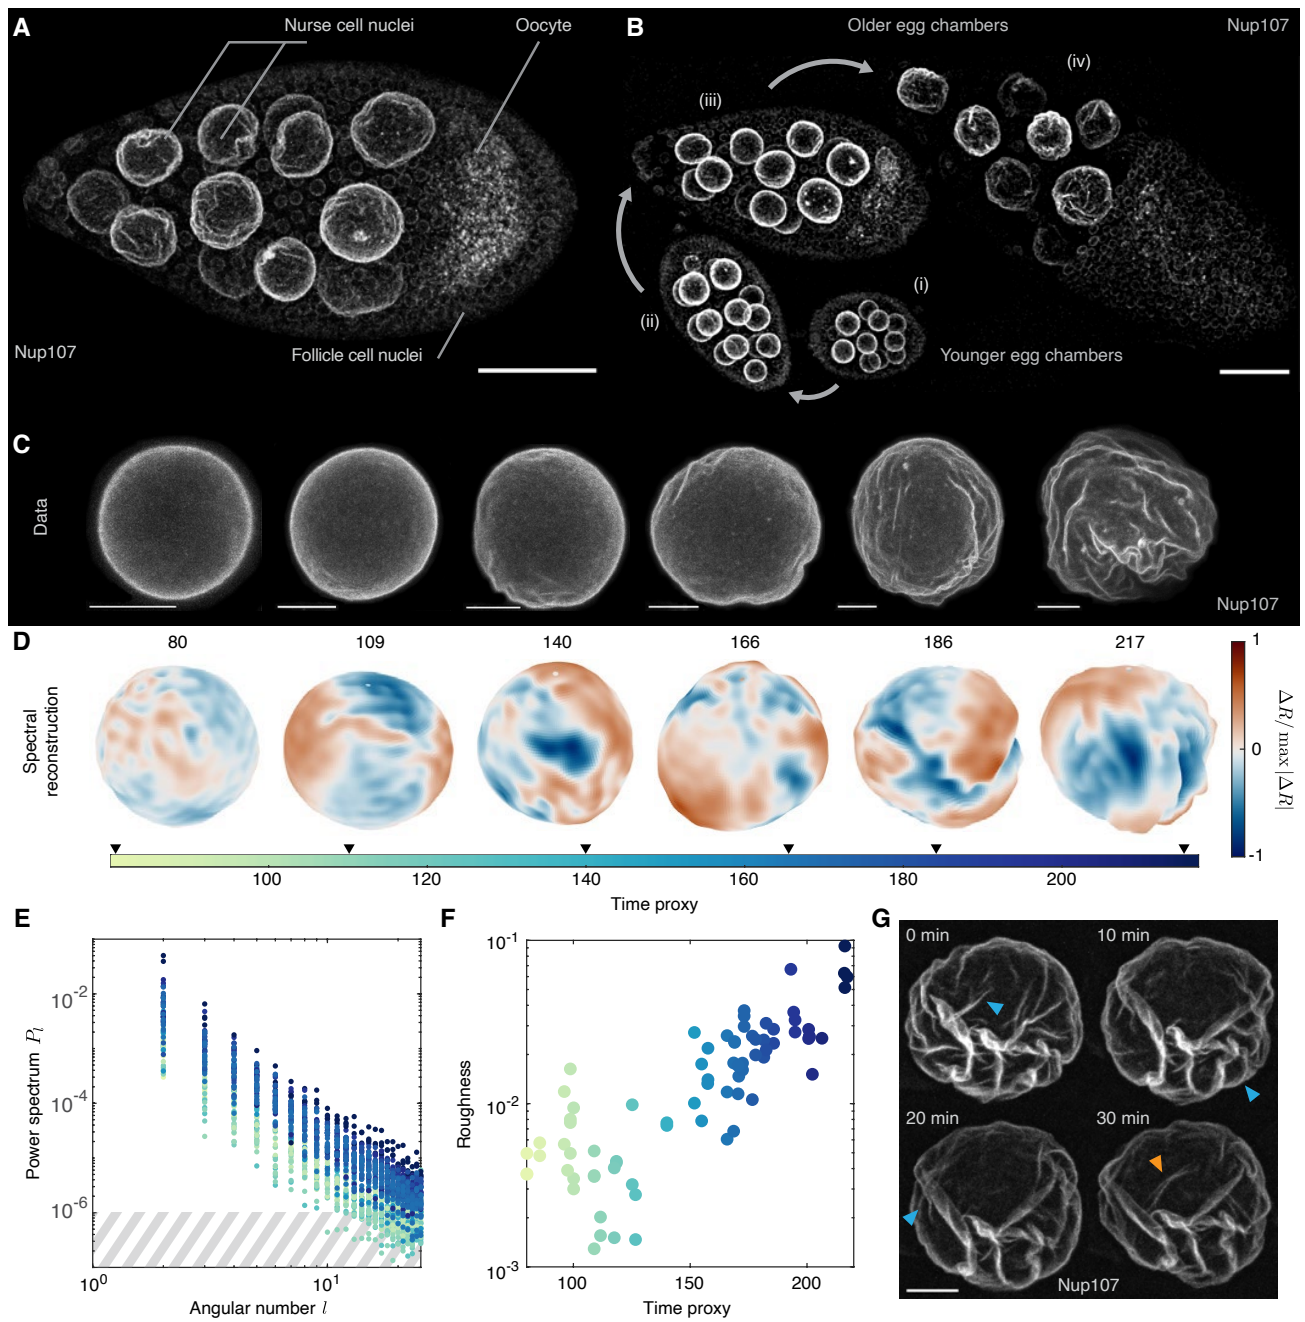 A
Nurse cell nuclei
Oocyte
Nup107
Follicle cell nuclei
B
Older egg chambers
Nup107
(iii)
(iv)
(ii)
(i)
Younger egg chambers
C
Data
Nup107
D
80
109
140
166
186
217
Spectral
reconstruction
1
0
-1
ΔR/ max |ΔR|
100
120
140
160
180
200
Time proxy
E
Power spectrum P_l
10^-2
10^-4
10^-6
10^0
10^1
Angular number l
F
Roughness
10^-1
10^-2
10^-3
100
150
200
Time proxy
G
0 min
10 min
20 min
30 min
Nup107